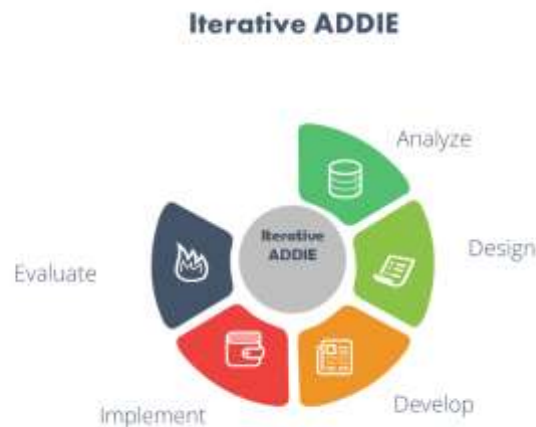 Iterative ADDIE
Analyze
Iterative
ADDIE
Design
Evaluate
Develop
Implement